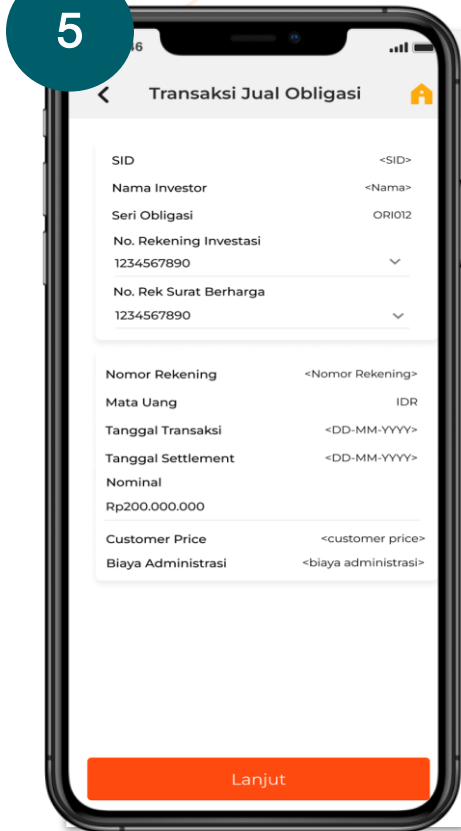 5
Transaksi Jual Obligasi
SID <SID>
Nama Investor <Nama>
Seri Obligasi ORI012
No. Rekening Investasi
1234567890
No. Rek Surat Berharga
1234567890
Nomor Rekening <Nomor Rekening>
Mata Uang IDR
Tanggal Transaksi <DD-MM-YYYY>
Tanggal Settlement <DD-MM-YYYY>
Nominal
Rp200.000.000
Customer Price <customer price>
Biaya Administrasi <biaya administrasi>
Lanjut